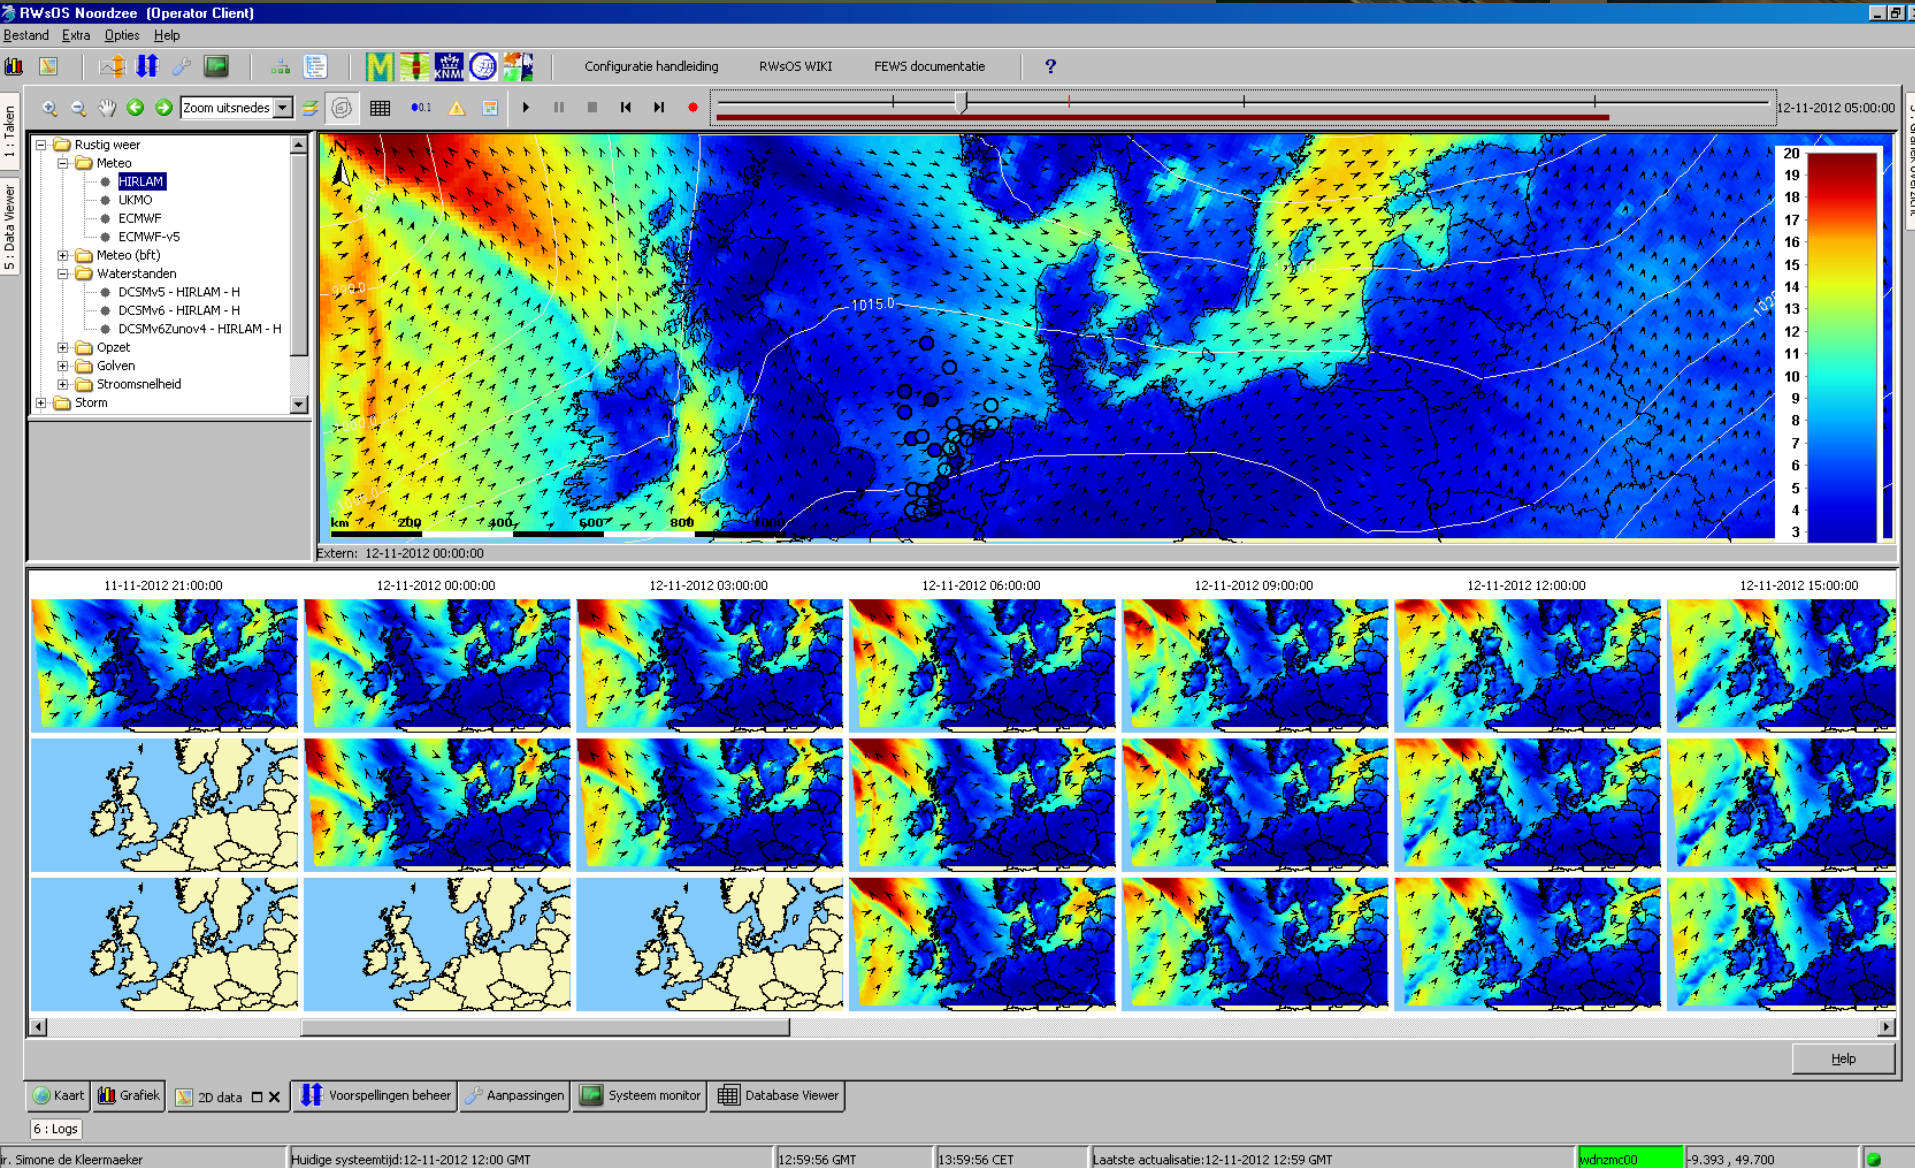 RWsOS Noordzee (Operator Client)
Bestand Extra Opties Help
KNMI Configuratie handleiding RWsOS WIKI FEWS documentatie ?
Zoom uitsnedes 0.1 12-11-2012 05:00:00
1 : Taken
5 : Data Viewer
Rustig weer
Meteo
HIRLAM
UKMO
ECMWF
ECMWF-v5
Meteo (bft)
Waterstanden
DCSMv5 - HIRLAM - H
DCSMv6 - HIRLAM - H
DCSMv6Zunov4 - HIRLAM - H
Opzet
Golven
Stroomsnelheid
Storm
N
990.0
1015.0
km 200 400 600 800 1000
20
19
18
17
16
15
14
13
12
11
10
9
8
7
6
5
4
3
Extern: 12-11-2012 00:00:00
11-11-2012 21:00:00 12-11-2012 00:00:00 12-11-2012 03:00:00 12-11-2012 06:00:00 12-11-2012 09:00:00 12-11-2012 12:00:00 12-11-2012 15:00:00
Help
Kaart Grafiek 2D data Voorspellingen beheer Aanpassingen Systeem monitor Database Viewer
6 : Logs
ir. Simone de Kleermaeker Huidige systeemtijd:12-11-2012 12:00 GMT 12:59:56 GMT 13:59:56 CET Laatste actualisatie:12-11-2012 12:59 GMT wdnzmc00 -9.393 , 49.700